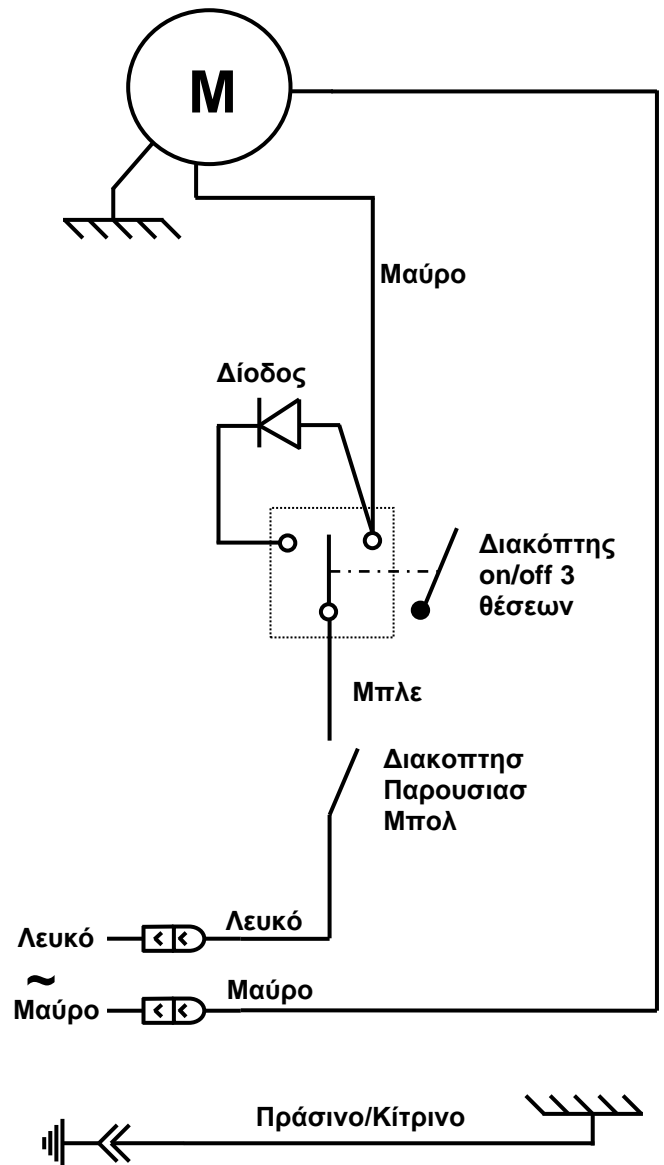 M
Μαύρο
Δίοδος
Διακόπτης
on/off 3
θέσεων
Μπλε
Διακοπτησ
Παρουσιασ
Μπολ
Λευκό
Λευκό
~
Μαύρο
Μαύρο
Πράσινο/Κίτρινο